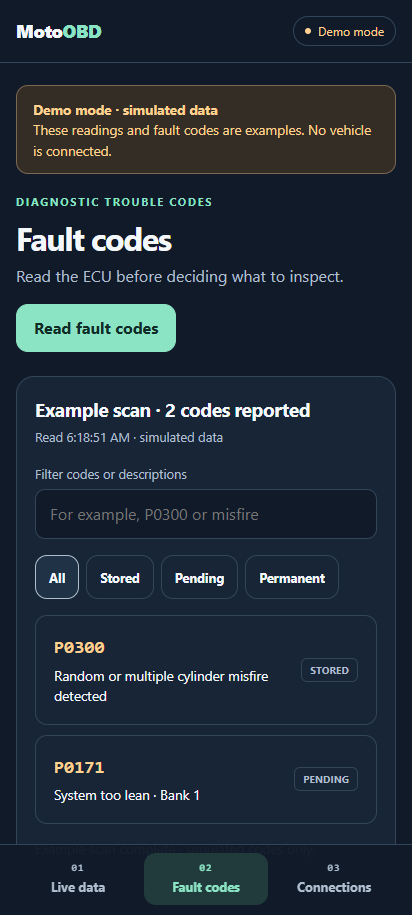 MotoOBD
Demo mode
Demo mode · simulated data
These readings and fault codes are examples. No vehicle
is connected.
DIAGNOSTIC TROUBLE CODES
Fault codes
Read the ECU before deciding what to inspect.
Read fault codes
Example scan · 2 codes reported
Read 6:18:51 AM · simulated data
Filter codes or descriptions
For example, P0300 or misfire
All
Stored
Pending
Permanent
P0300
Random or multiple cylinder misfire
detected
STORED
P0171
System too lean · Bank 1
PENDING
01
Live data
02
Fault codes
03
Connections